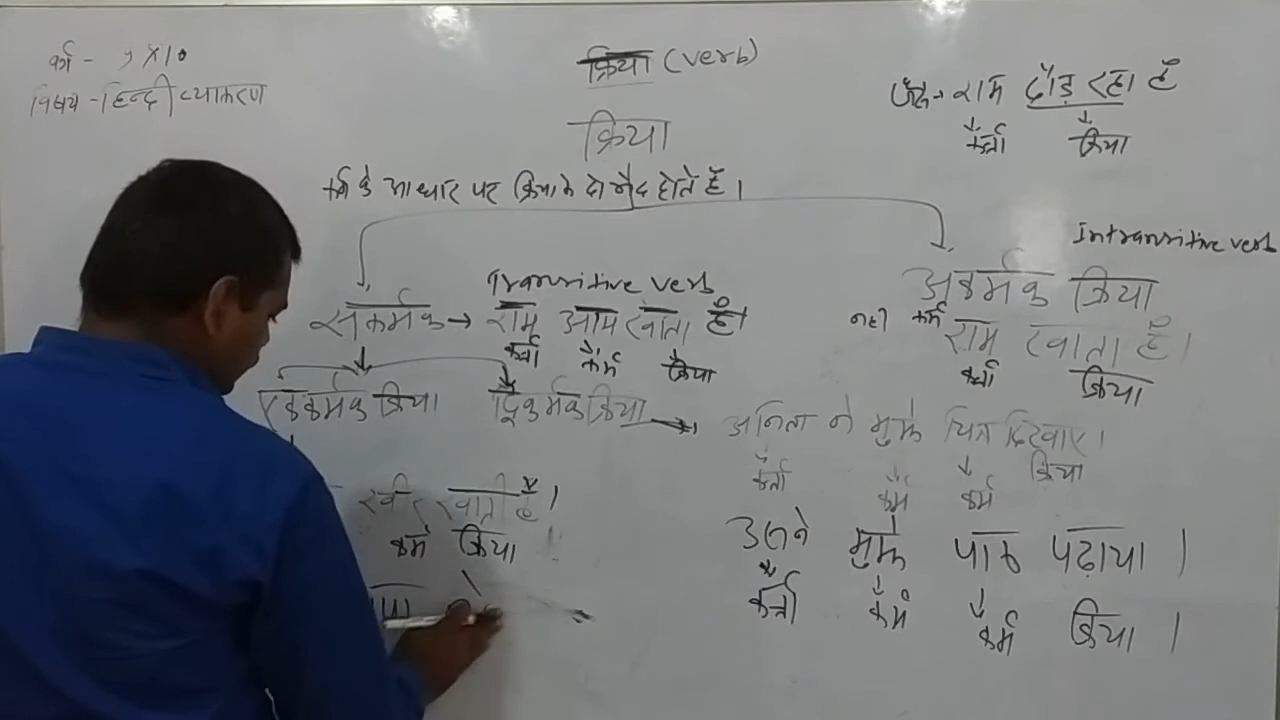 वर्ग - 9 X 10
विषय - हिन्दी व्याकरण
क्रिया (verb)
क्रिया
जैसे → राम दौड़ रहा है
कर्ता क्रिया
कर्म के आधार पर क्रिया के दो भेद होते हैं।
Transitive verb
सकर्मक → राम आम खाता है।
कर्ता कर्म क्रिया
Intransitive verb
अकर्मक क्रिया
नही कर्म
राम खाता है।
कर्ता क्रिया
एककर्मक क्रिया द्विकर्मक क्रिया → अनिता ने मुझे चित्र दिखाए।
कर्ता कर्म कर्म क्रिया
खीर खाती है।
कर्म क्रिया
उसने मुझे पाठ पढ़ाया।
कर्ता कर्म कर्म क्रिया।